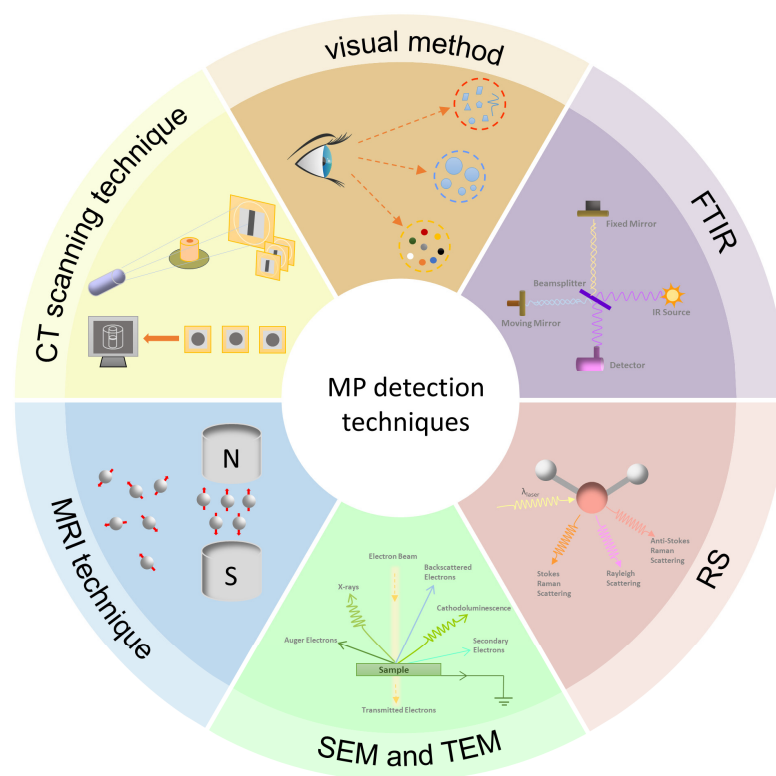 visual method
FTIR
Fixed Mirror
Beamsplitter
Moving Mirror
IR Source
Detector
CT scanning technique
MP detection
techniques
MRI technique
N
S
RS
λlaser
Anti-Stokes
Raman
Scattering
Stokes
Raman
Scattering
Rayleigh
Scattering
Electron Beam
Backscattered
Electrons
X-rays
Cathodoluminescence
Auger Electrons
Secondary
Electrons
Sample
Transmitted Electrons
SEM and TEM